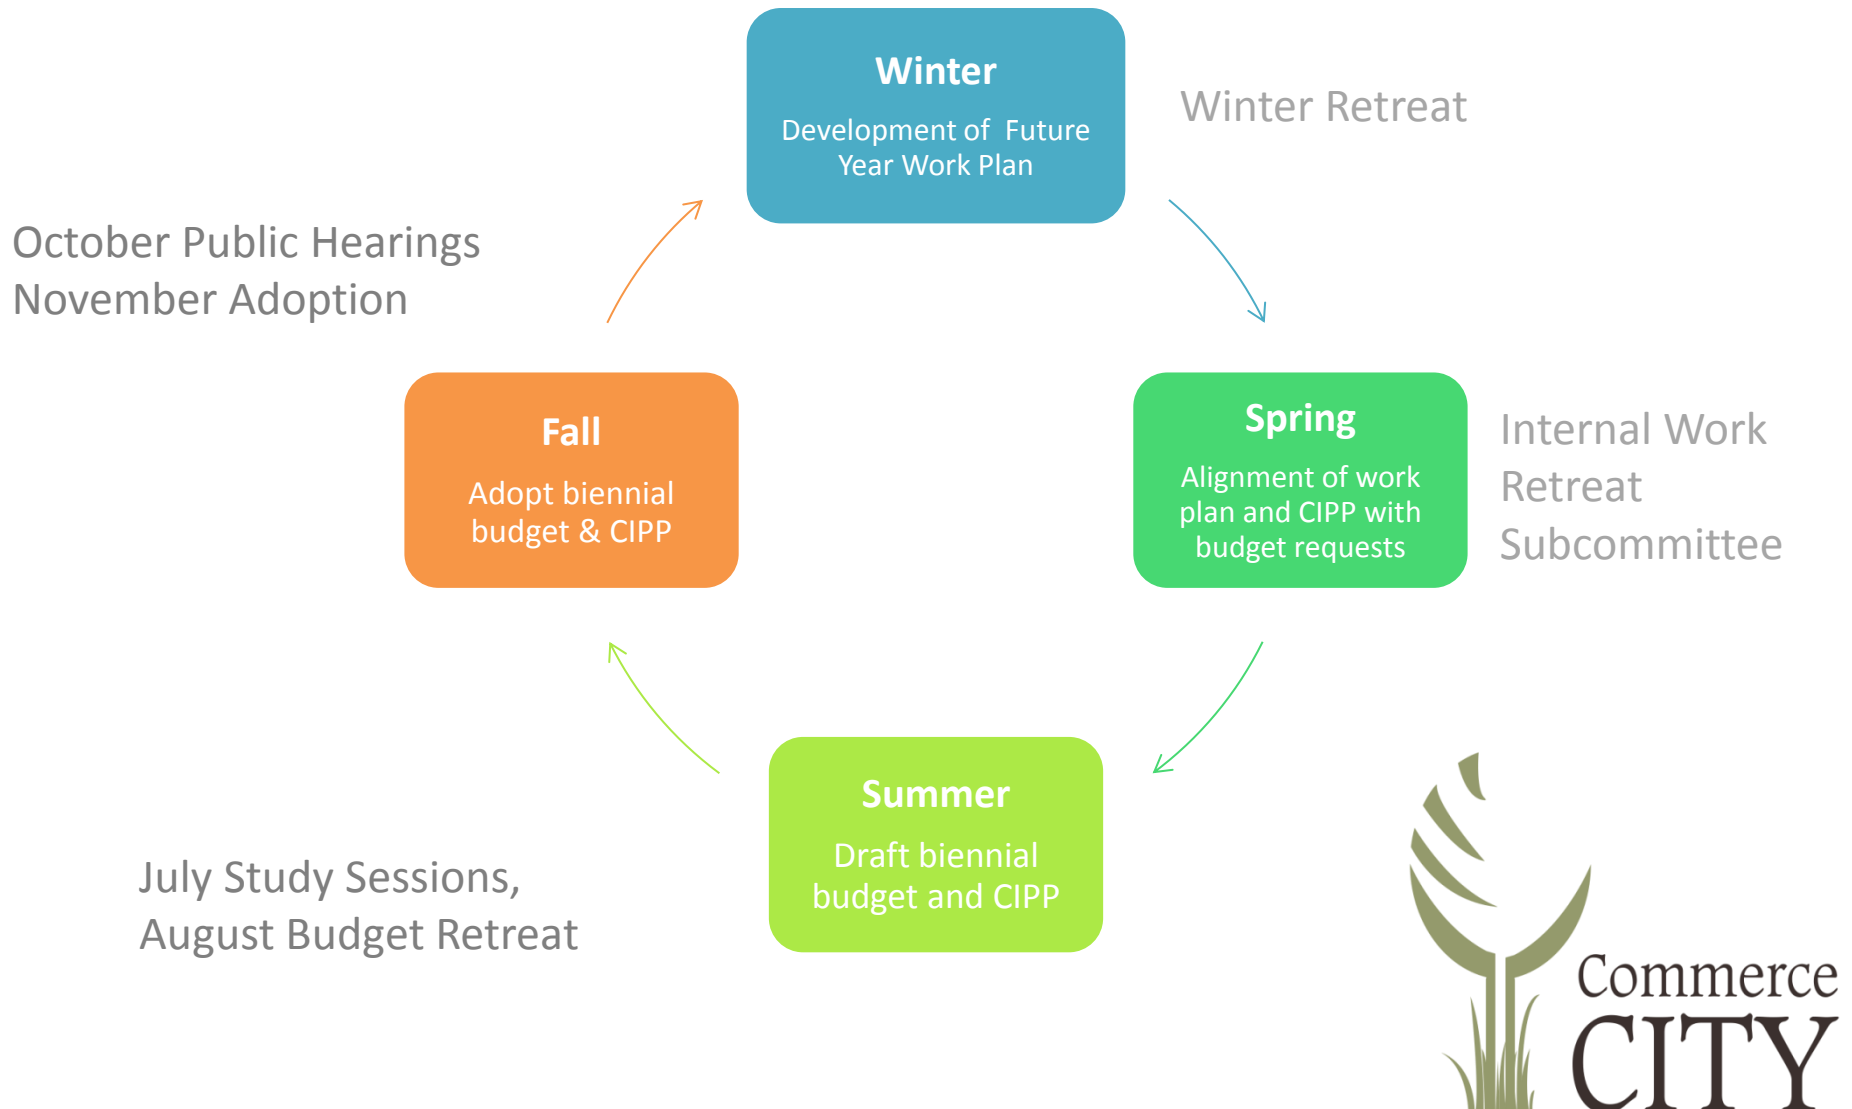 Winter
Development of Future
Year Work Plan
Winter Retreat
October Public Hearings
November Adoption
Fall
Adopt biennial
budget & CIPP
Spring
Alignment of work
plan and CIPP with
budget requests
Internal Work
Retreat
Subcommittee
Summer
Draft biennial
budget and CIPP
July Study Sessions,
August Budget Retreat
Commerce
CITY